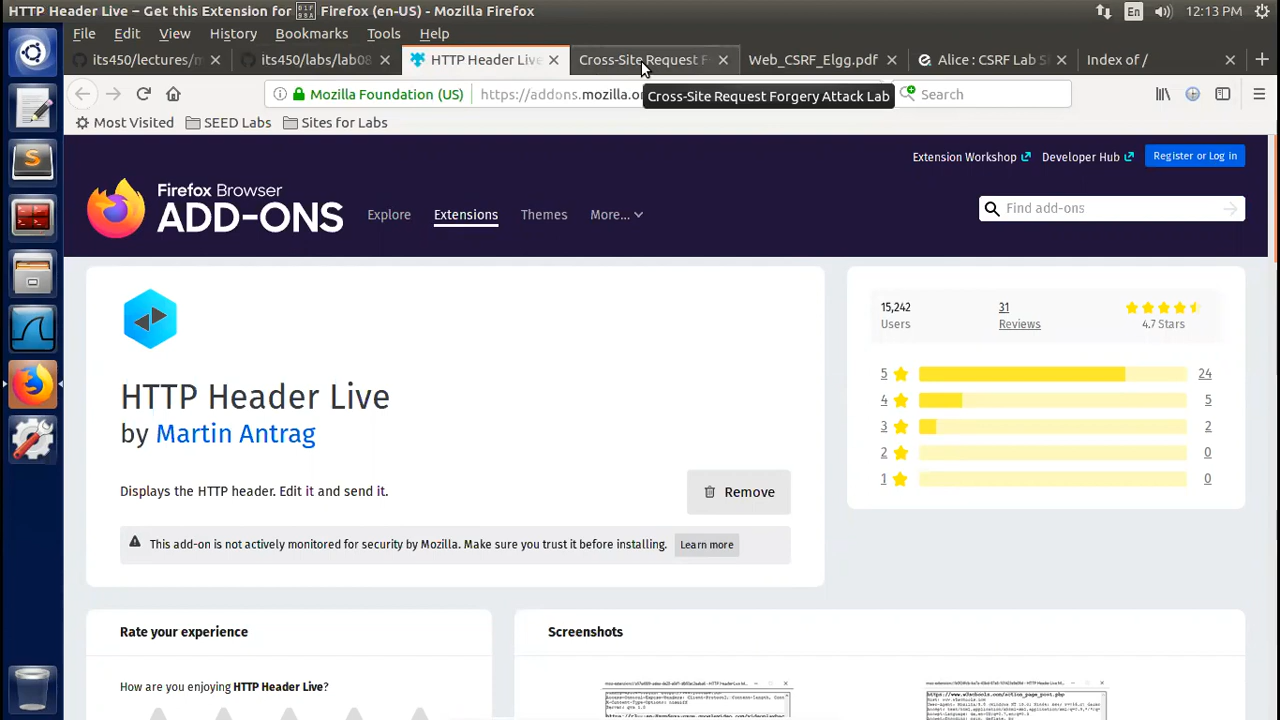 HTTP Header Live – Get this Extension for 01F98A Firefox (en-US) - Mozilla Firefox
En 12:13 PM
File Edit View History Bookmarks Tools Help
its450/lectures/m its450/labs/lab08 HTTP Header Live Cross-Site Request F Web_CSRF_Elgg.pdf Alice : CSRF Lab S Index of /
Mozilla Foundation (US) https://addons.mozilla.or Search
Cross-Site Request Forgery Attack Lab
Most Visited SEED Labs Sites for Labs
Extension Workshop Developer Hub Register or Log in
Firefox Browser
ADD-ONS
Explore Extensions Themes More... Find add-ons
HTTP Header Live
by Martin Antrag
Displays the HTTP header. Edit it and send it.
Remove
This add-on is not actively monitored for security by Mozilla. Make sure you trust it before installing. Learn more
15,242 31
Users Reviews 4.7 Stars
5 24
4 5
3 2
2 0
1 0
Rate your experience
How are you enjoying HTTP Header Live?
Screenshots